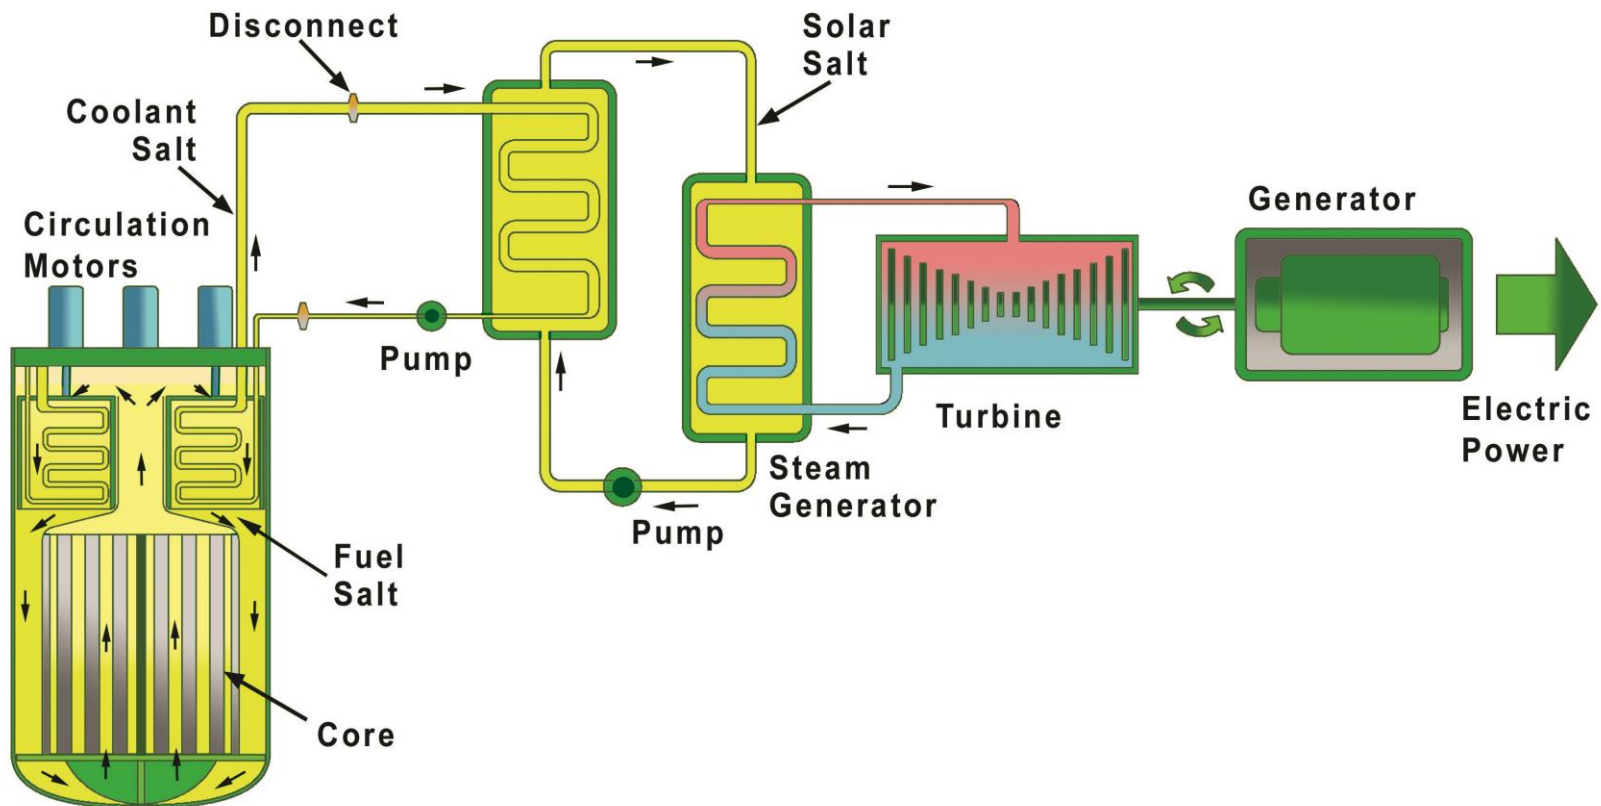 Disconnect
Solar
Salt
Coolant
Salt
Circulation
Motors
Generator
Pump
Turbine
Electric
Power
Steam
Generator
Pump
Fuel
Salt
Core